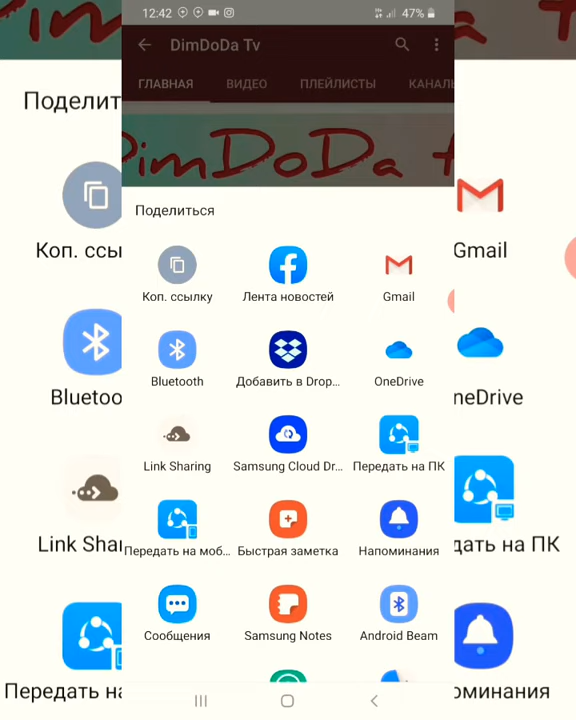 12:42 47%
DimDoDa Tv
ГЛАВНАЯ ВИДЕО ПЛЕЙЛИСТЫ КАНАЛЬ
DimDoDa t
Поделиться
Коп. ссылку Лента новостей Gmail
Bluetooth Добавить в Drop... OneDrive
Link Sharing Samsung Cloud Dr... Передать на ПК
Передать на моб... Быстрая заметка Напоминания
Сообщения Samsung Notes Android Beam
Поделит
Коп. ссы Gmail
Bluetoo neDrive
Link Shar дать на ПК
Передать на оминания